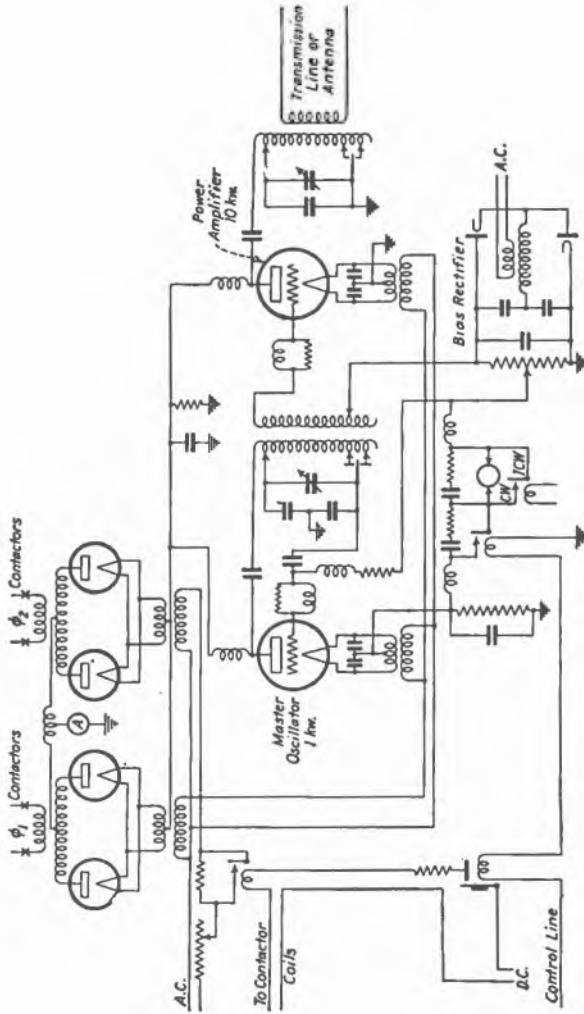 ϕ1
Contactors
ϕ2
Contactors
A
Power
Amplifier
10 kw.
Transmission
Line or
Antenna
Master
Oscillator
1 kw.
Bias Rectifier
A.C.
CW
TCW
A.C.
To Contactor
Coils
D.C.
Control Line